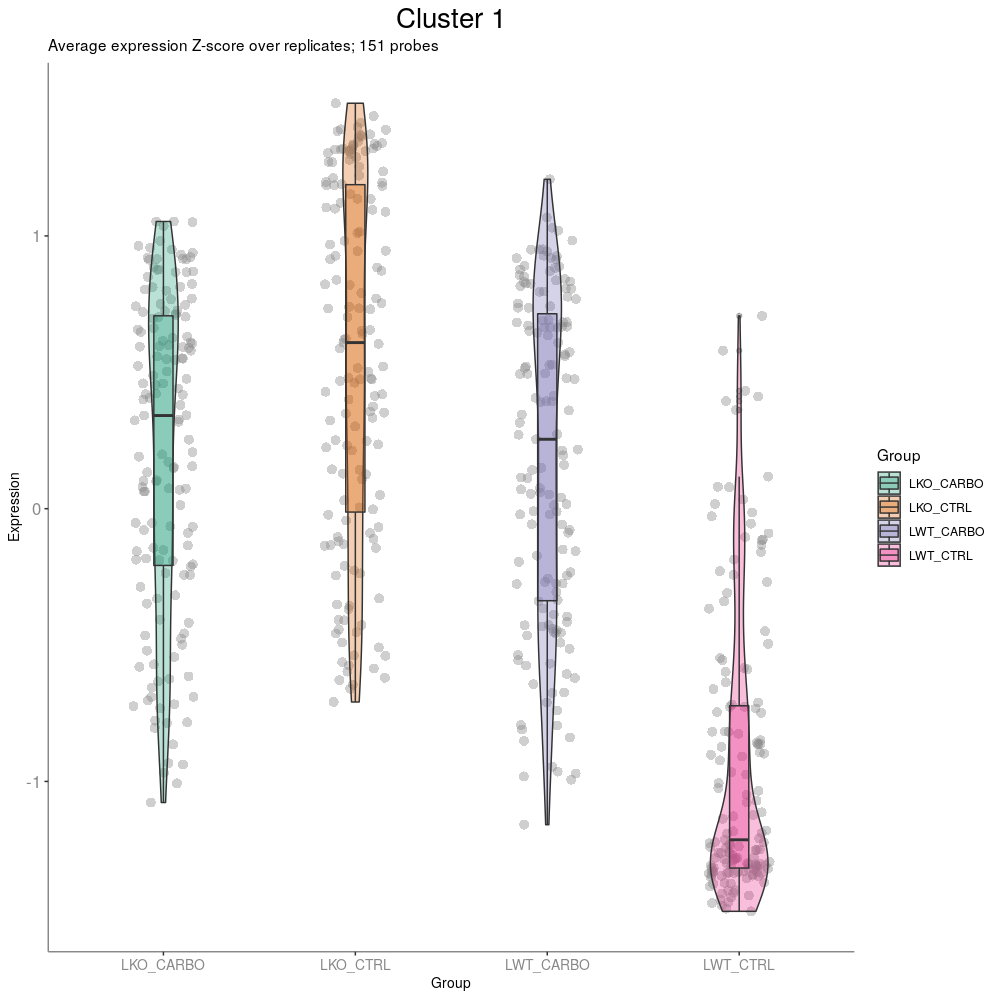 Cluster 1
Average expression Z-score over replicates; 151 probes
Expression
1
0
-1
LKO_CARBO
LKO_CTRL
LWT_CARBO
LWT_CTRL
Group
Group
LKO_CARBO
LKO_CTRL
LWT_CARBO
LWT_CTRL